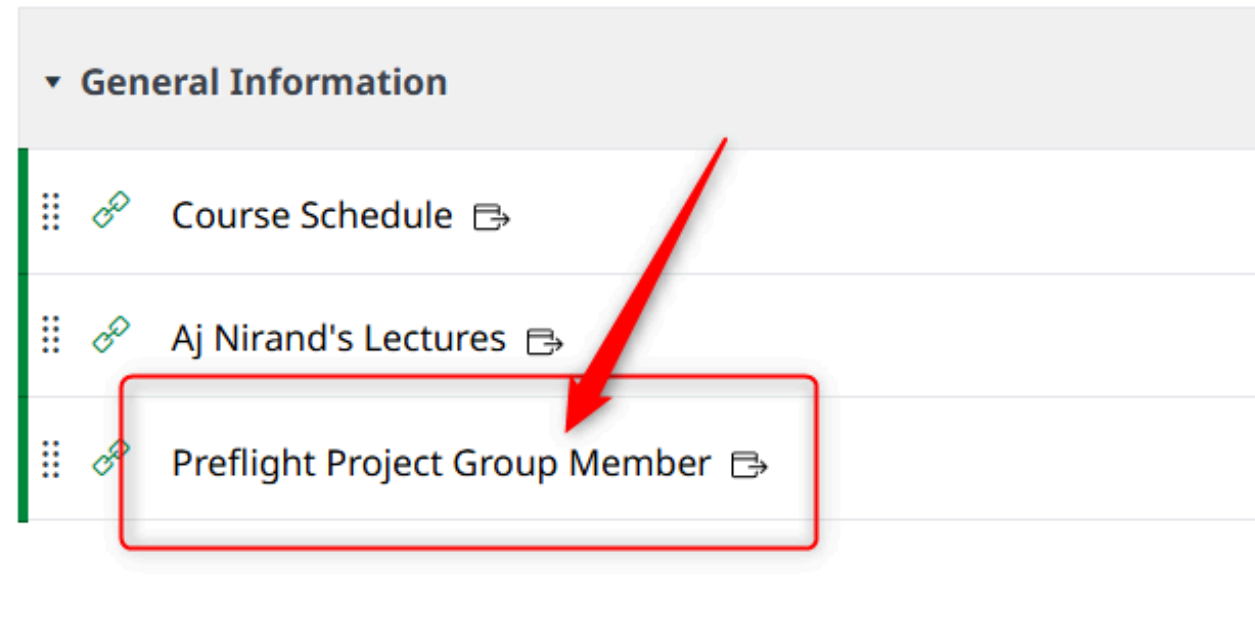 General Information
Course Schedule
Aj Nirand's Lectures
Preflight Project Group Member